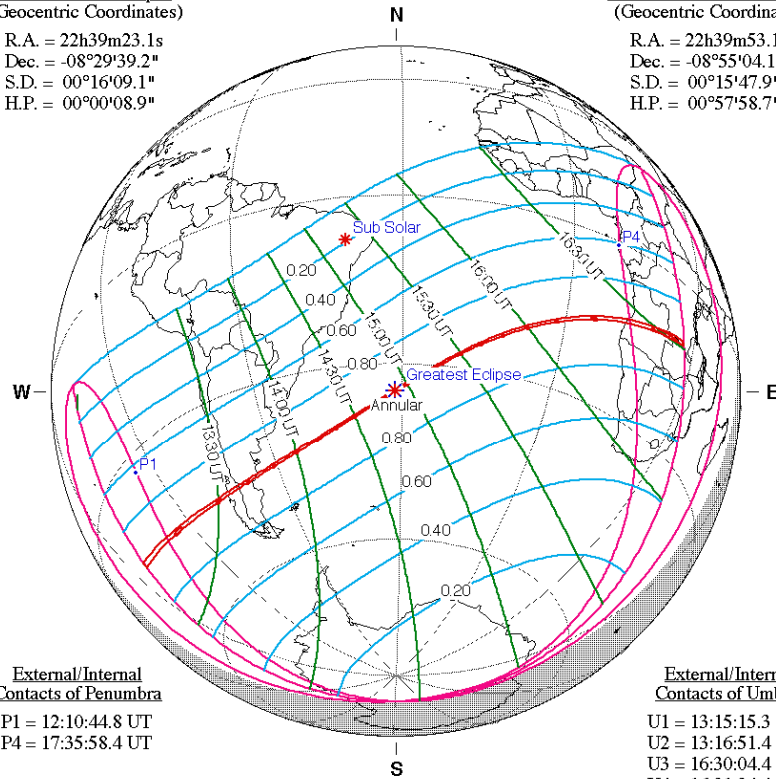 Geocentric Coordinates)
R.A. = 22h39m23.1s
Dec. = -08°29'39.2"
S.D. = 00°16'09.1"
H.P. = 00°00'08.9"
N
(Geocentric Coordina
R.A. = 22h39m53.1
Dec. = -08°55'04.1
S.D. = 00°15'47.9'
H.P. = 00°57'58.7'
Sub Solar
P4
16:30 UT
0.20
16:00 UT
0.40
15:30 UT
0.60
15:00 UT
0.80
14:30 UT
Greatest Eclipse
W
E
Annular
14:00 UT
0.80
13:30 UT
P1
0.60
0.40
0.20
External/Internal
Contacts of Penumbra
P1 = 12:10:44.8 UT
P4 = 17:35:58.4 UT
External/Intern
Contacts of Umb
U1 = 13:15:15.3
U2 = 13:16:51.4
U3 = 16:30:04.4
S